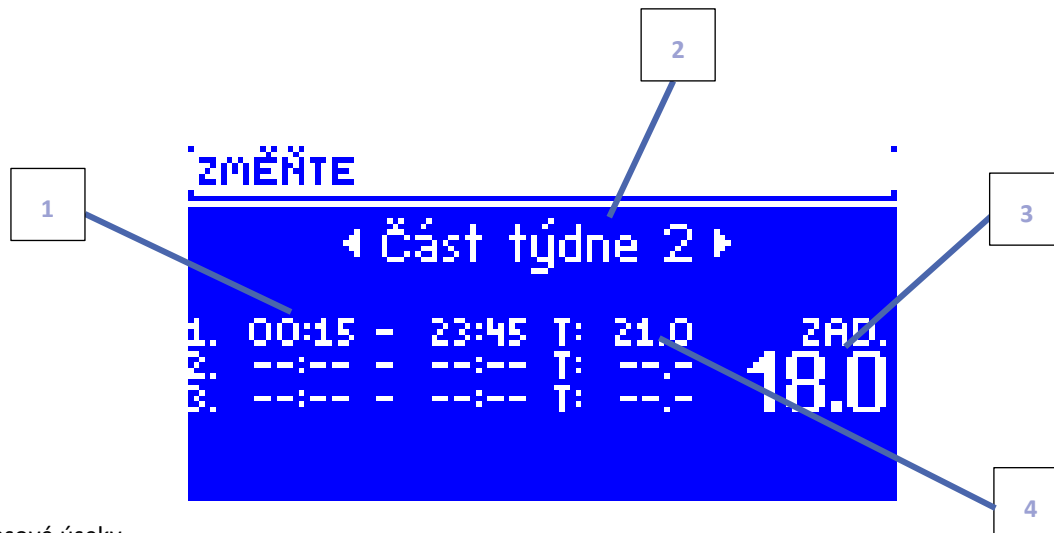 2
ZMĚŇTE
1
3
Část týdne 2
1. 00:15 - 23:45 T: 21.0 ZAD.
2. --:-- - --:-- T: --.- 18.0
3. --:-- - --:-- T: --.-
4
úseky